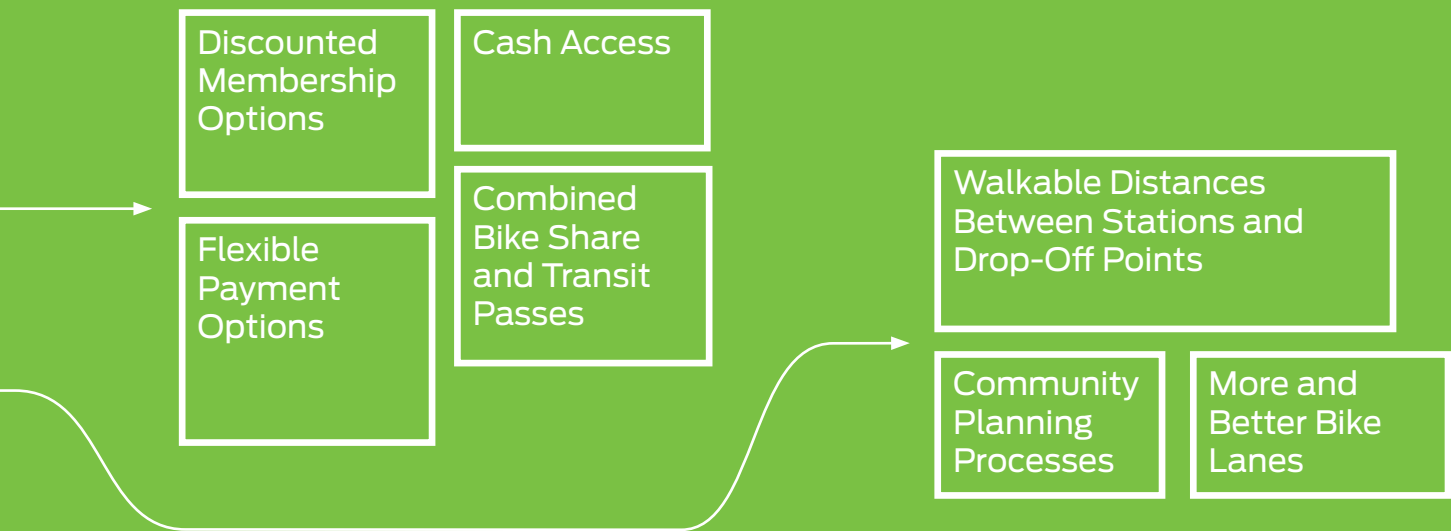 Discounted
Membership
Options
Cash Access
Flexible
Payment
Options
Combined
Bike Share
and Transit
Passes
Walkable Distances
Between Stations and
Drop-Off Points
Community
Planning
Processes
More and
Better Bike
Lanes